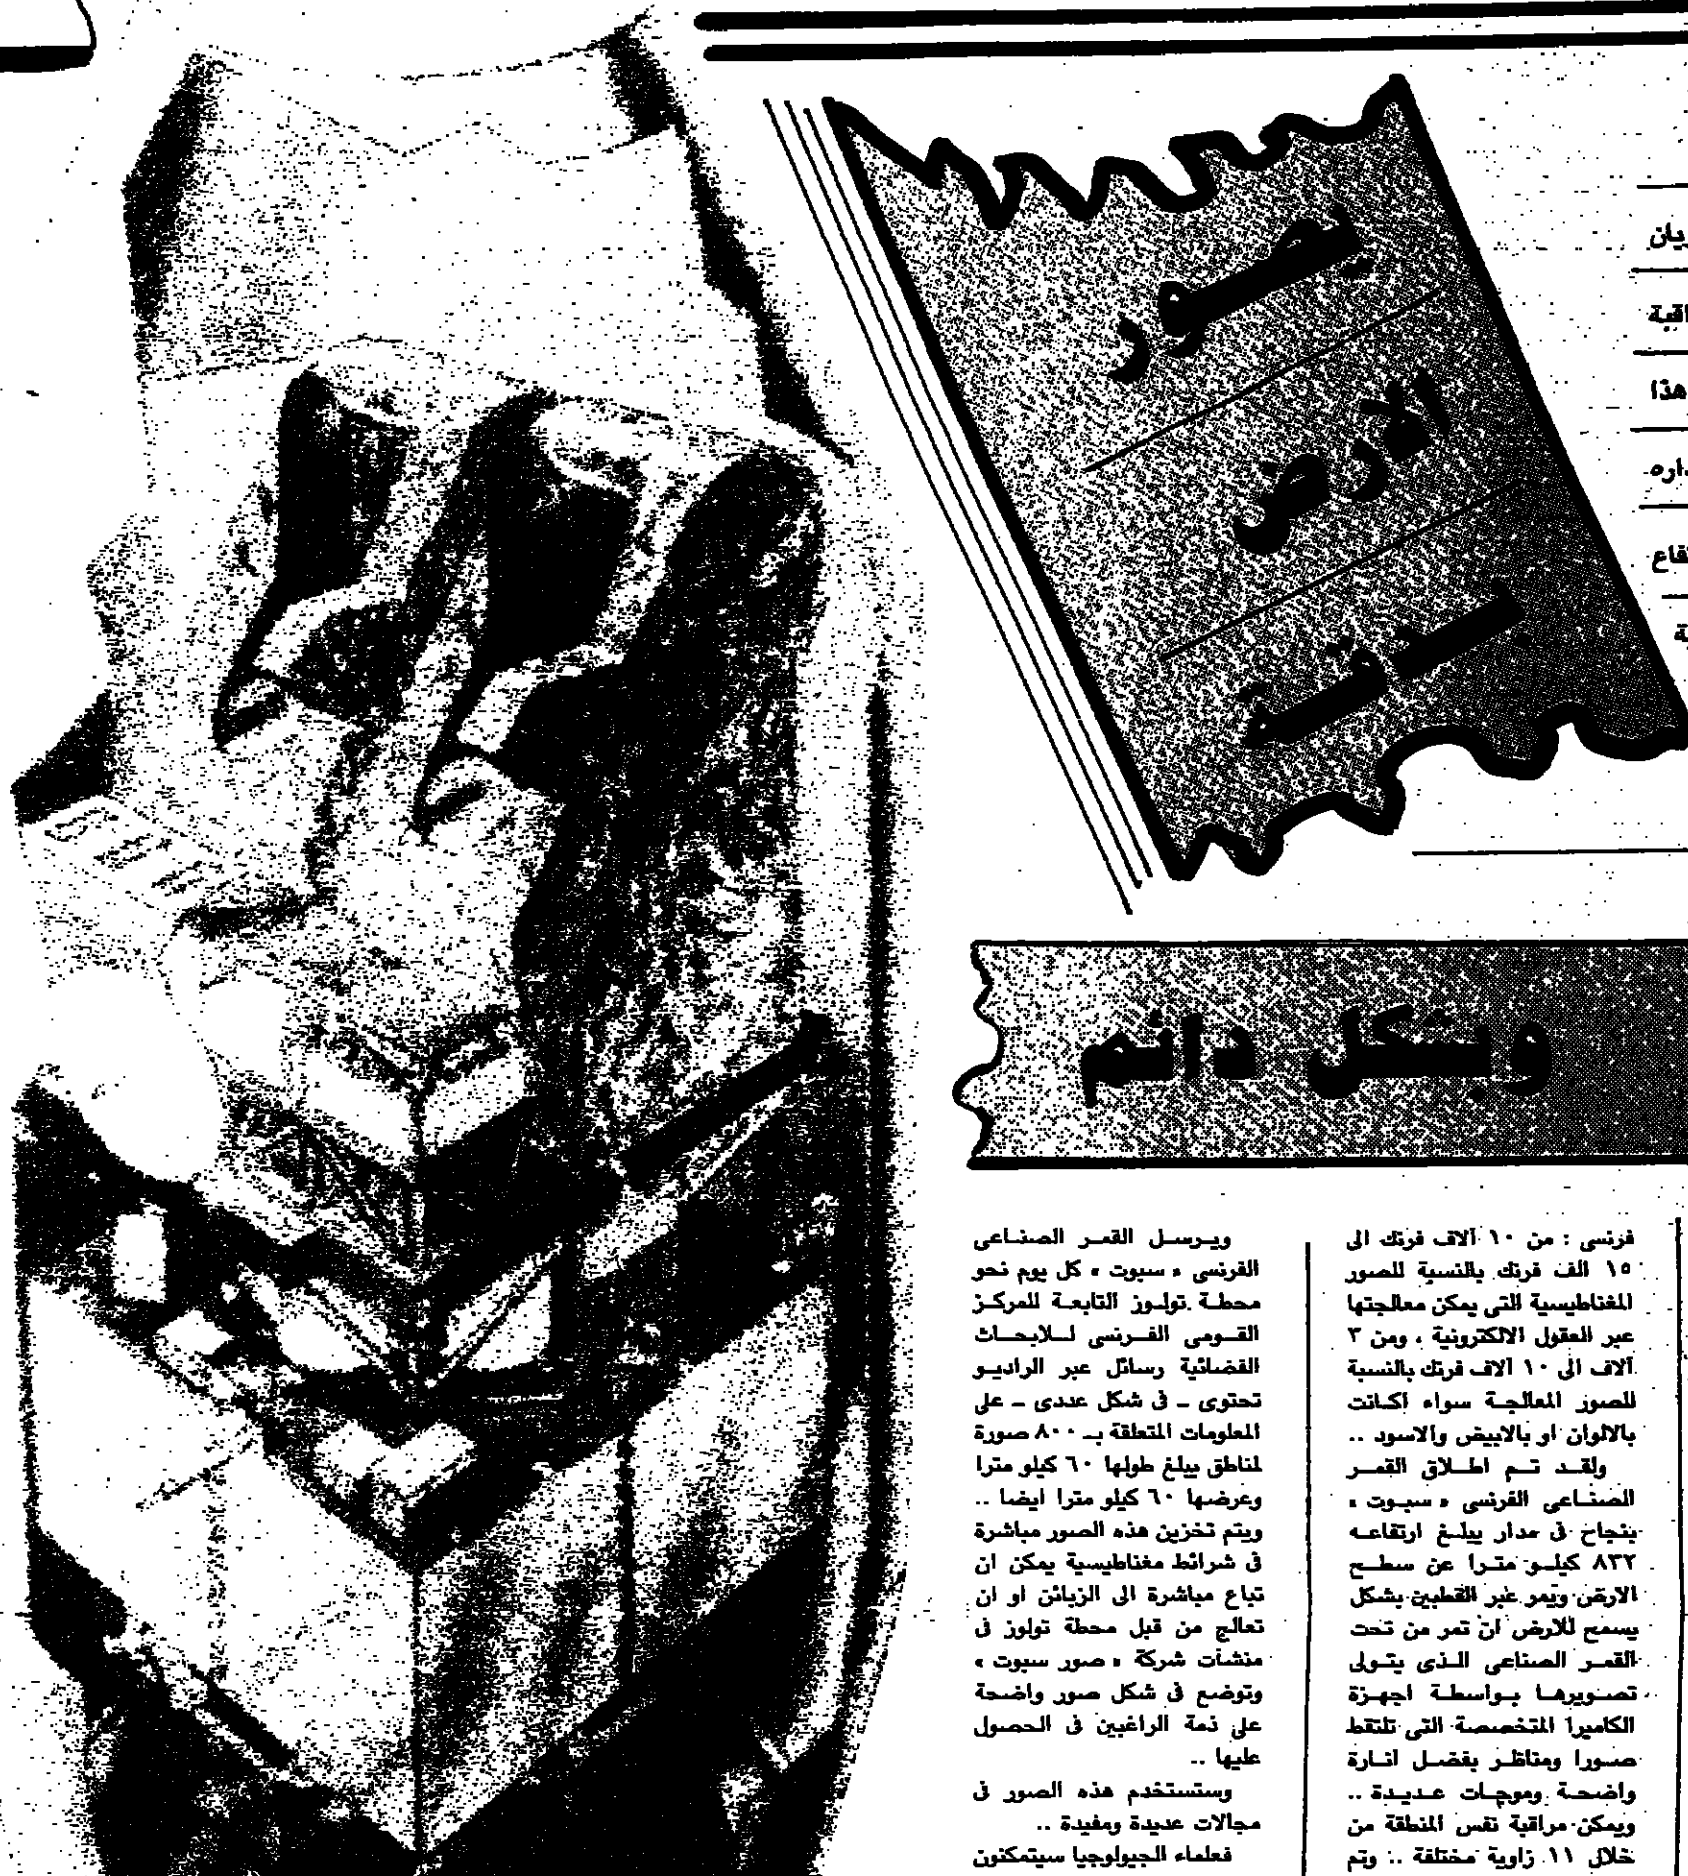 يصور
الارض
بدقة
وبشكل دائم
فرنسى : من ١٠ آلاف فرنك الى
١٥ الف فرنك بالنسبة للصور
المغناطيسية التى يمكن معالجتها
عبر العقول الالكترونية ، ومن ٣
آلاف الى ١٠ آلاف فرنك بالنسبة
للصور المعالجة سواء اكانت
بالالوان او بالابيض والاسود ..
ولقد تم اطلاق القمر
الصناعى الفرنسى « سبوت »
بنجاح فى مدار يبلغ ارتفاعه
٨٣٢ كيلو مترا عن سطح
الارض ويمر عبر القطبين بشكل
يسمح للارض ان تمر من تحت
القمر الصناعى الذى يتولى
تصويرها بواسطة اجهزة
الكاميرا المتخصصة التى تلتقط
صورا ومناظر بفضل انارة
واضحة وموجات عديدة ..
ويمكن مراقبة نفس المنطقة من
خلال ١١ زاوية مختلفة .. وتم
ويرسل القمر الصناعى
الفرنسى « سبوت » كل يوم نحو
محطة تولوز التابعة للمركز
القومى الفرنسى للابحاث
الفضائية رسائل عبر الراديو
تحتوى - فى شكل عددى - على
المعلومات المتعلقة بـ ٨٠٠ صورة
لمناطق يبلغ طولها ٦٠ كيلو مترا
وعرضها ٦٠ كيلو مترا ايضا ..
ويتم تخزين هذه الصور مباشرة
فى شرائط مغناطيسية يمكن ان
تباع مباشرة الى الزبائن او ان
تعالج من قبل محطة تولوز فى
منشآت شركة « صور سبوت »
وتوضع فى شكل صور واضحة
على ذمة الراغبين فى الحصول
عليها ..
وستستخدم هذه الصور فى
مجالات عديدة ومفيدة ..
فعلماء الجيولوجيا سيتمكنون